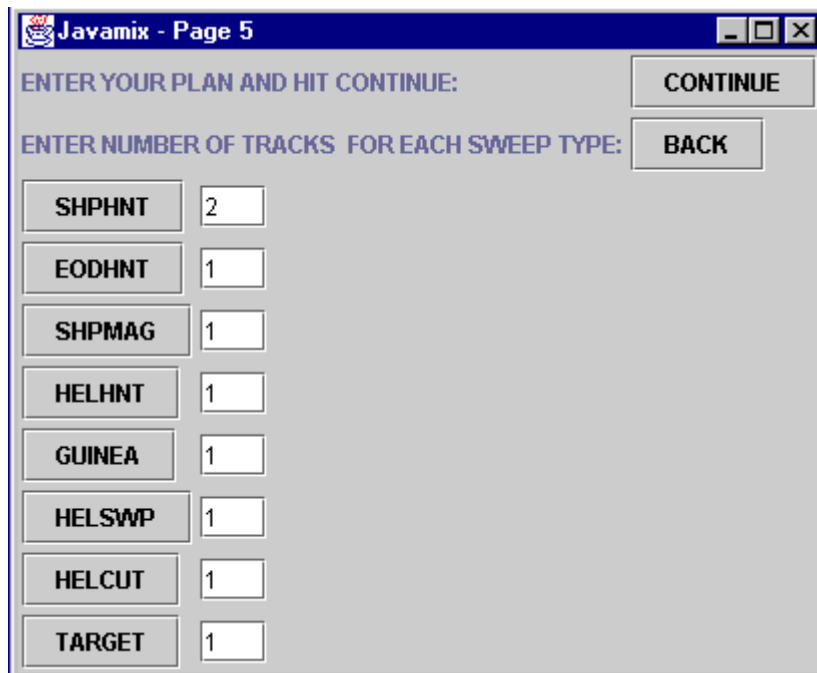 Javamix - Page 5
ENTER YOUR PLAN AND HIT CONTINUE: CONTINUE
ENTER NUMBER OF TRACKS FOR EACH SWEEP TYPE: BACK
SHPHNT 2
EODHNT 1
SHPMAG 1
HELHNT 1
GUINEA 1
HELSWP 1
HELCUT 1
TARGET 1